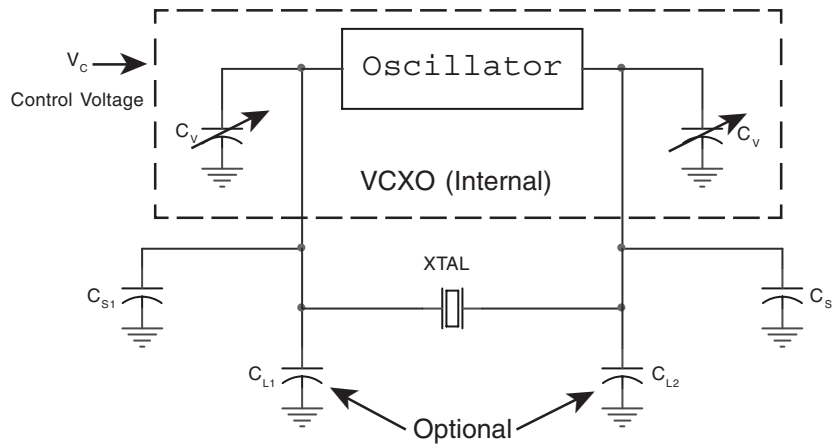 V_C
Control Voltage
Oscillator
C_V
C_V
VCXO (Internal)
XTAL
C_S1
C_S
C_L1
C_L2
Optional